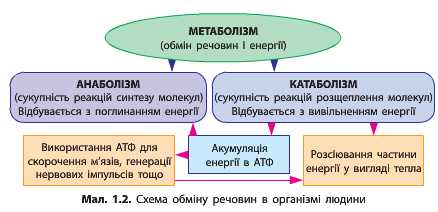 МЕТАБОЛІЗМ
(обмін речовин і енергії)
АНАБОЛІЗМ
(сукупність реакцій синтезу молекул)
Відбувається з поглинанням енергії
КАТАБОЛІЗМ
(сукупність реакцій розщеплення молекул)
Відбувається з вивільненням енергії
Використання АТФ для
скорочення м'язів, генерації
нервових імпульсів тощо
Акумуляція
енергії в АТФ
Розсіювання частини
енергії у вигляді тепла
Мал. 1.2. Схема обміну речовин в організмі людини